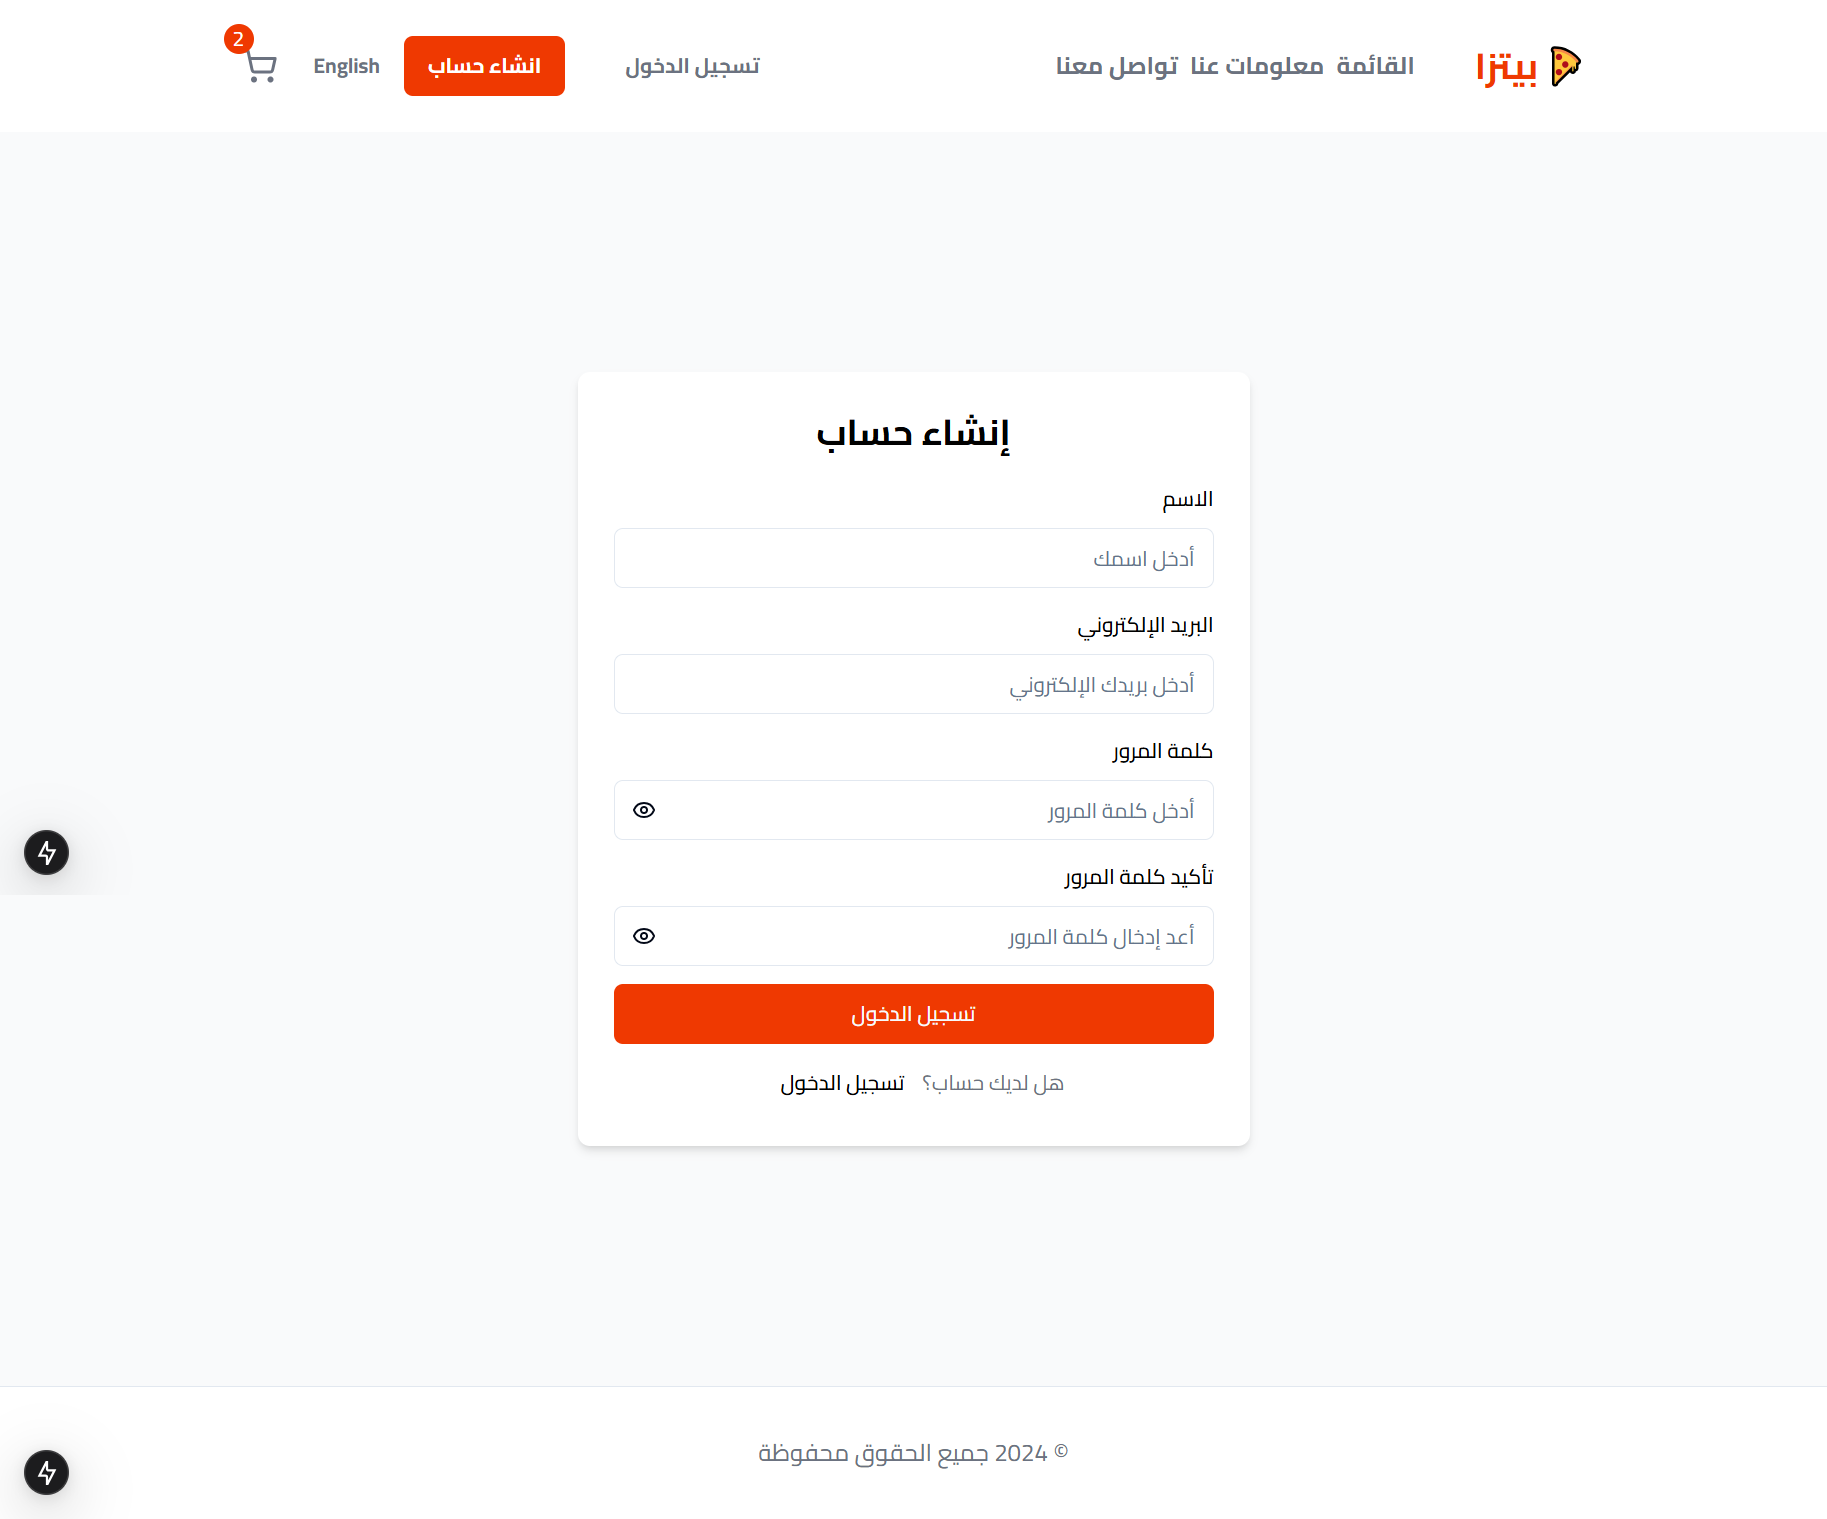 بيتزا
القائمة معلومات عنا تواصل معنا
تسجيل الدخول
انشاء حساب
English
2
إنشاء حساب
الاسم
أدخل اسمك
البريد الإلكتروني
أدخل بريدك الإلكتروني
كلمة المرور
أدخل كلمة المرور
تأكيد كلمة المرور
أعد إدخال كلمة المرور
تسجيل الدخول
هل لديك حساب؟ تسجيل الدخول
© 2024 جميع الحقوق محفوظة